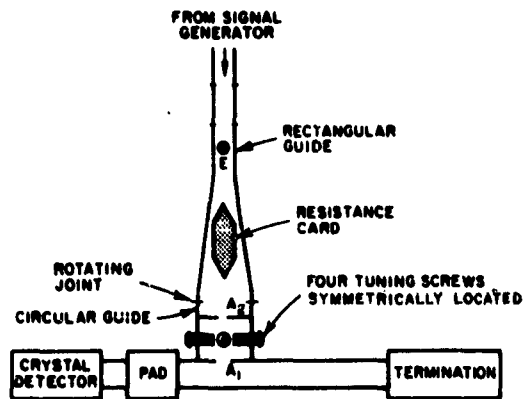 FROM SIGNAL
GENERATOR
RECTANGULAR
GUIDE
E
RESISTANCE
CARD
ROTATING
JOINT
CIRCULAR GUIDE
A2
FOUR TUNING SCREWS
SYMMETRICALLY LOCATED
CRYSTAL
DETECTOR
PAD
A1
TERMINATION